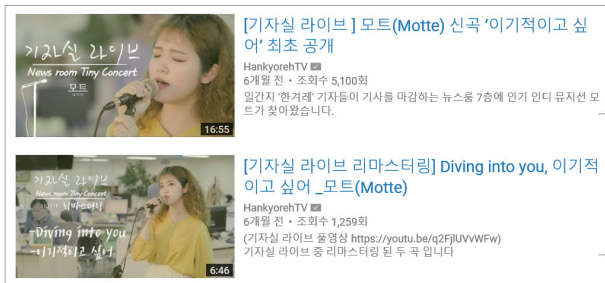 기자실 라이브
News room Tiny Concert
모트
16:55
[기자실 라이브 ] 모트(Motte) 신곡 ‘이기적이고 싶
어’ 최초 공개
HankyorehTV
6개월 전 • 조회수 5,100회
일간지 '한겨레' 기자들이 기사를 마감하는 뉴스룸 7층에 인기 인디 뮤지션 모
트가 찾아왔습니다.
기자실 라이브
News room Tiny Concert
리마스터링
-Diving into you
-이기적이고 싶어
6:46
[기자실 라이브 리마스터링] Diving into you, 이기적
이고 싶어 _모트(Motte)
HankyorehTV
6개월 전 • 조회수 1,259회
(기자실 라이브 풀영상 https://youtu.be/q2FjlUVvWFw)
기자실 라이브 중 리마스터링 된 두 곡 입니다